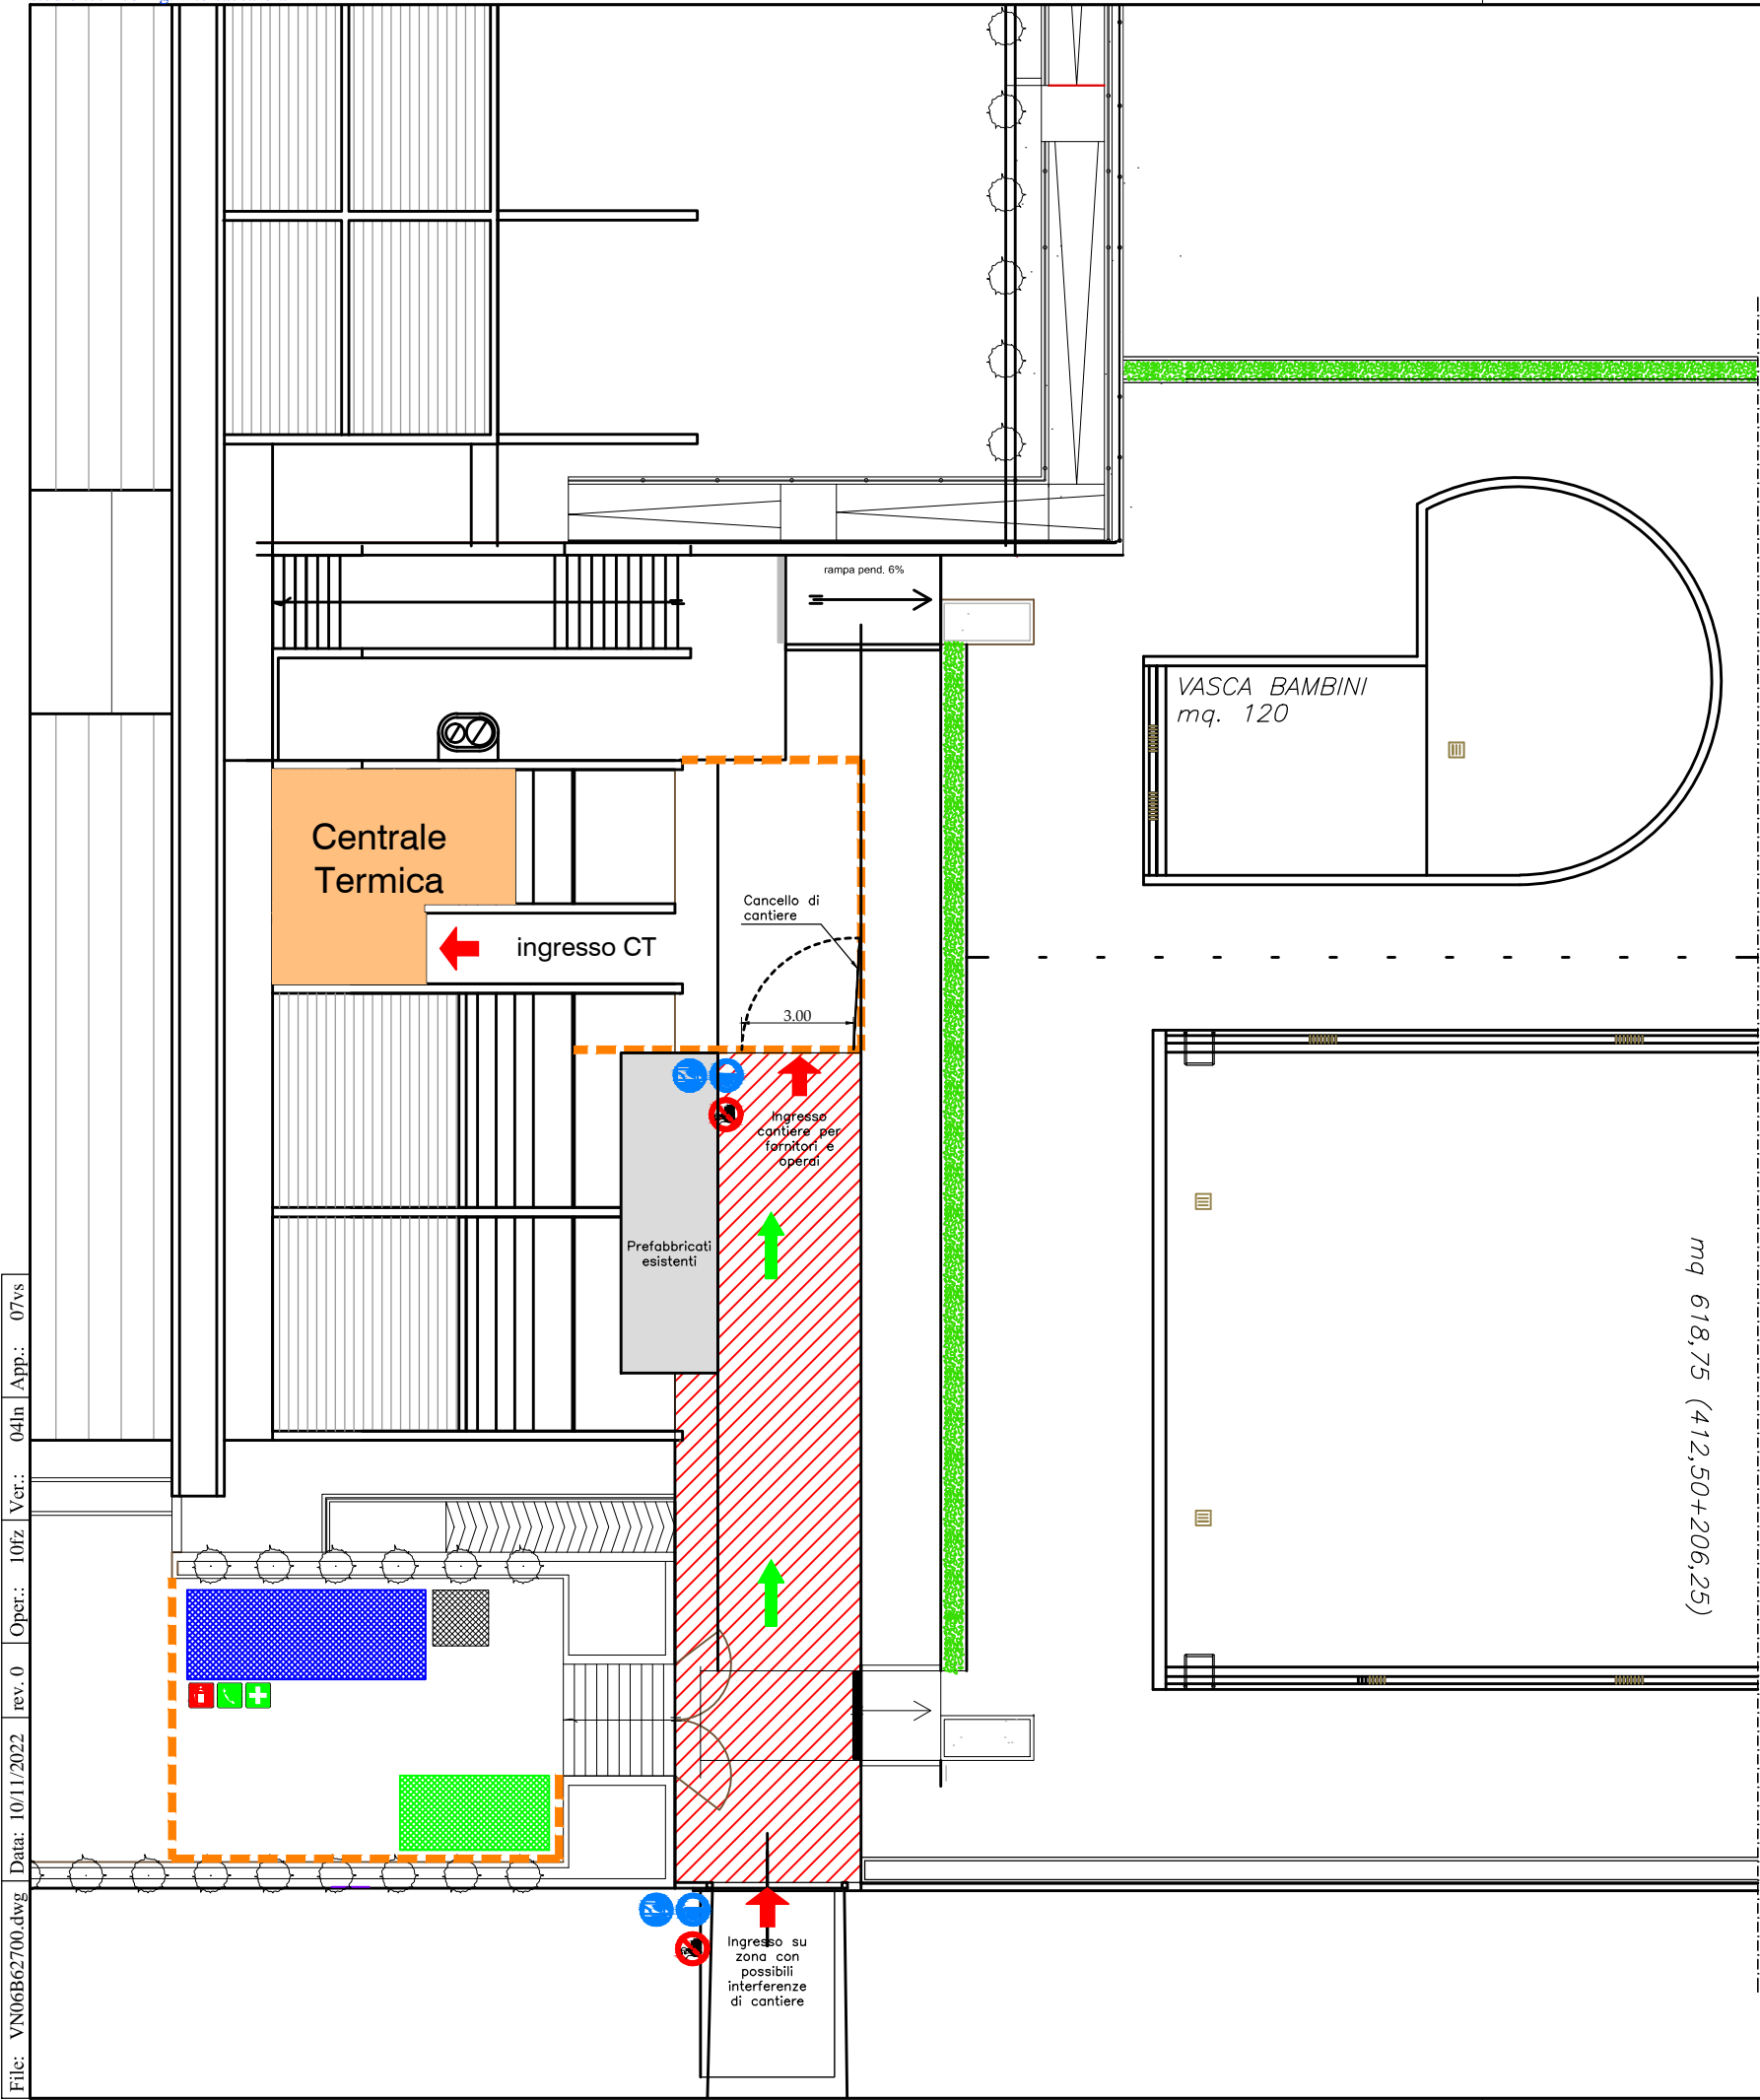 rampa pend. 6%
VASCA BAMBINI
mq. 120
Centrale
Termica
Cancello di
cantiere
ingresso CT
3.00
Ingresso
cantiere per
fornitori e
operai
Prefabbricati
esistenti
mq 618,75 (412,50+206,25)
Ingresso su
zona con
possibili
interferenze
di cantiere
File: VN06B62700.dwg Data: 10/11/2022 rev. 0 Oper.: 10fz Ver.: 04ln App.: 07vs